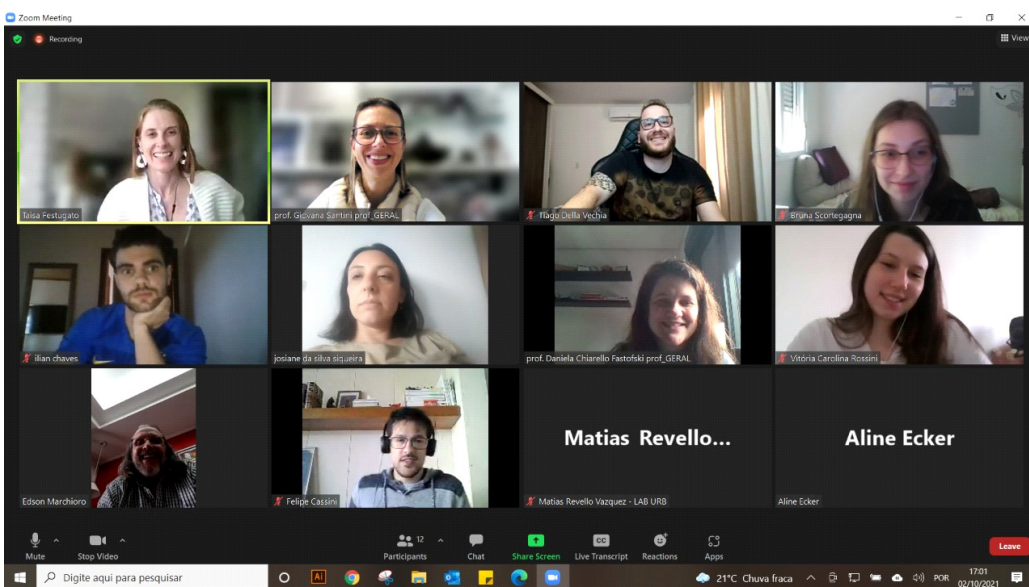 Zoom Meeting
Recording
View
Taisa Festugato
prof. Giovana Santini prof_GERAL
Tiago Della Vechia
Bruna Scortegagna
ilian chaves
josiane da silva siqueira
prof. Daniela Chiarello Fastofski prof_GERAL
Vitória Carolina Rossini
Edson Marchioro
Felipe Cassini
Matias Revello...
Matias Revello Vazquez - LAB URB
Aline Ecker
Aline Ecker
Mute
Stop Video
12
Participants
Chat
Share Screen
CC
Live Transcript
Reactions
Apps
Leave
Digite aqui para pesquisar
Ai
21°C Chuva fraca
POR
17:01
02/10/2021